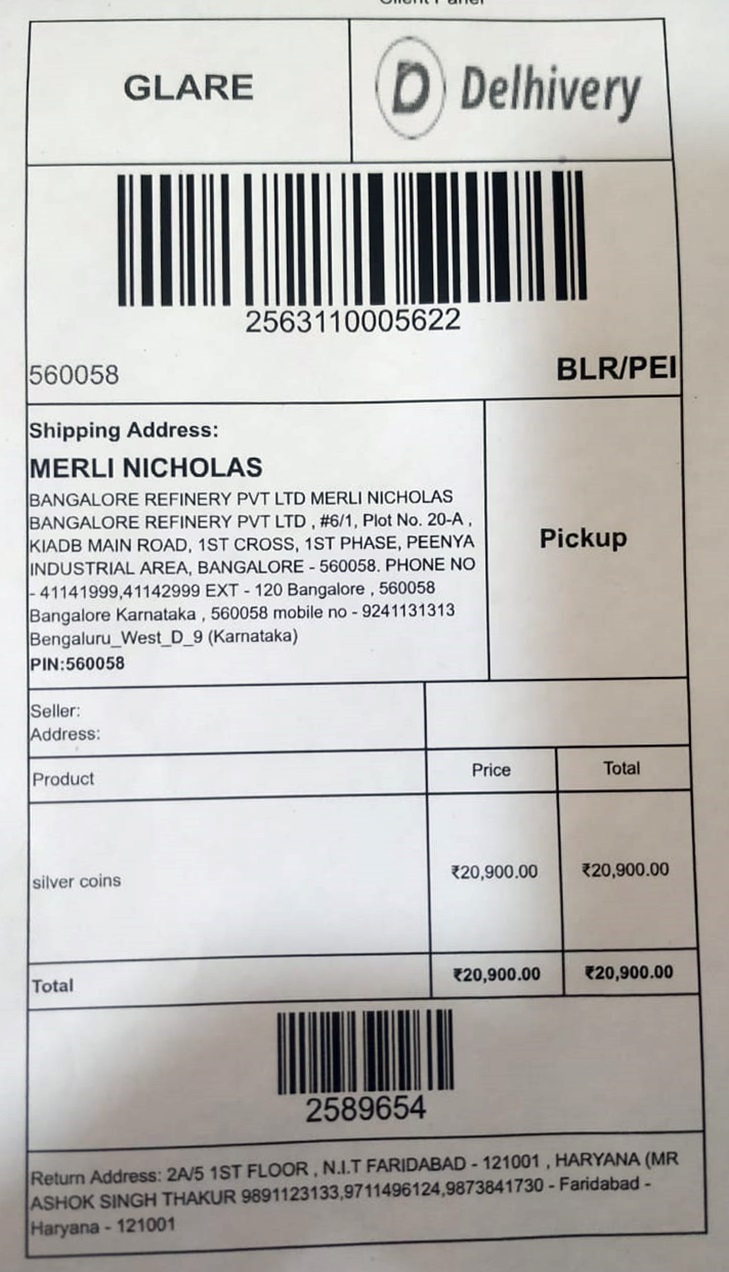 Client Panel
GLARE
D Delhivery
2563110005622
560058
BLR/PEI
Shipping Address:
MERLI NICHOLAS
BANGALORE REFINERY PVT LTD MERLI NICHOLAS
BANGALORE REFINERY PVT LTD , #6/1, Plot No. 20-A ,
KIADB MAIN ROAD, 1ST CROSS, 1ST PHASE, PEENYA
INDUSTRIAL AREA, BANGALORE - 560058. PHONE NO
- 41141999,41142999 EXT - 120 Bangalore , 560058
Bangalore Karnataka , 560058 mobile no - 9241131313
Bengaluru_West_D_9 (Karnataka)
PIN:560058
Pickup
Seller:
Address:
Product Price Total
silver coins ₹20,900.00 ₹20,900.00
Total ₹20,900.00 ₹20,900.00
2589654
Return Address: 2A/5 1ST FLOOR , N.I.T FARIDABAD - 121001 , HARYANA (MR
ASHOK SINGH THAKUR 9891123133,9711496124,9873841730 - Faridabad -
Haryana - 121001